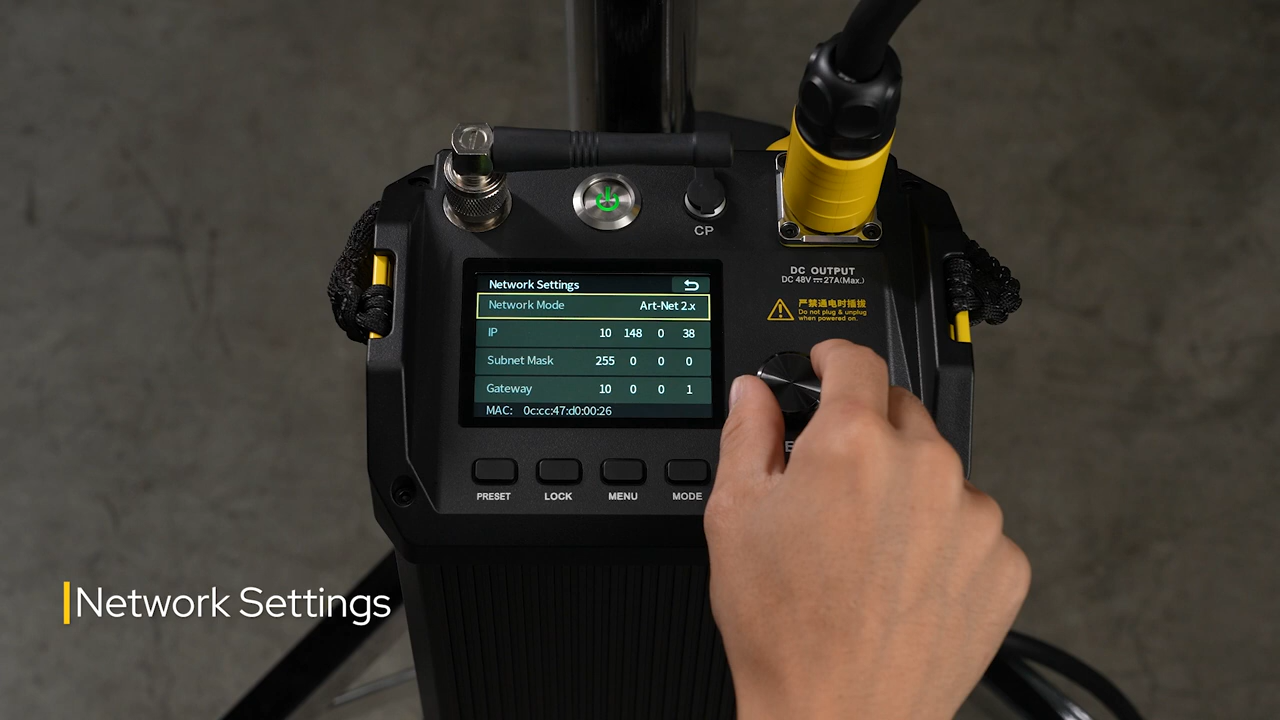 CP
DC OUTPUT
DC 48V⎓27A(Max.)
严禁通电时插拔
Do not plug & unplug
when powered on.
Network Settings
Network Mode Art-Net 2.x
IP 10 148 0 38
Subnet Mask 255 0 0 0
Gateway 10 0 0 1
MAC: 0c:cc:47:d0:00:26
PRESET LOCK MENU MODE
Network Settings